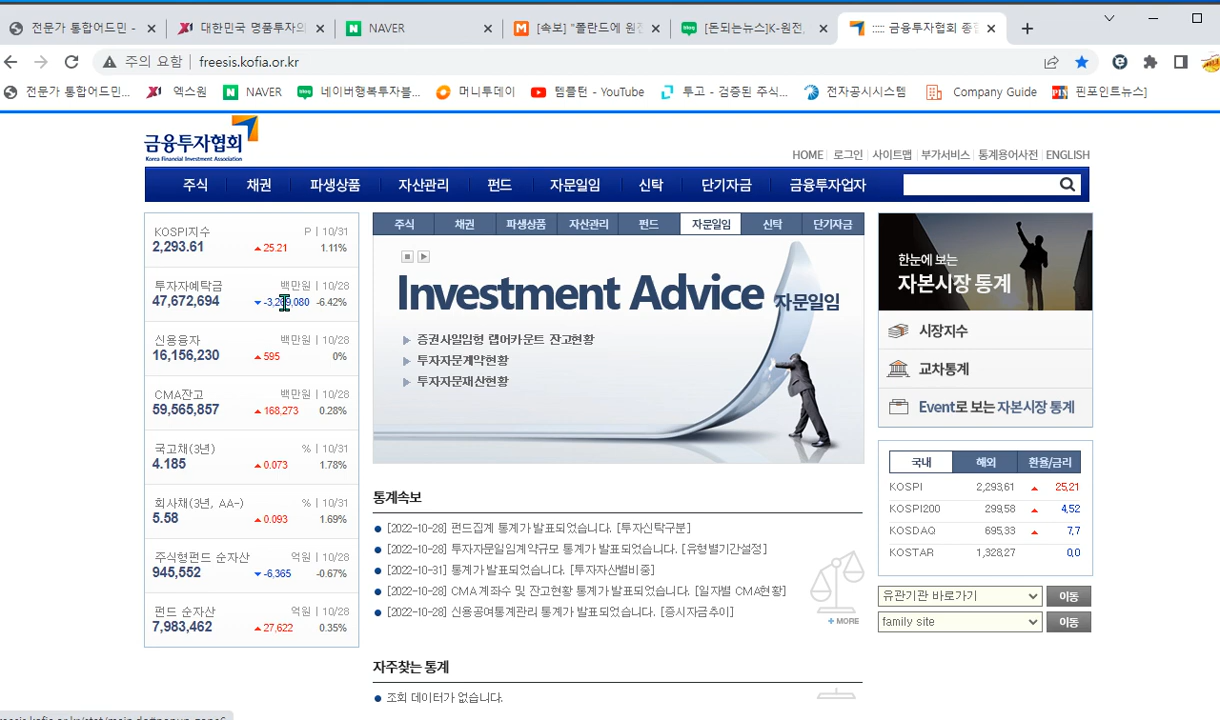 전문가 통합어드민 -
대한민국 명품투자의
NAVER
[속보] "폴란드에 원전
[돈되는뉴스]K-원전,
::::: 금융투자협회 종합
주의 요함
freesis.kofia.or.kr
전문가 통합어드민...
엑스원
NAVER
네이버행복투자블...
머니투데이
템플턴 - YouTube
투고 - 검증된 주식...
전자공시시스템
Company Guide
핀포인트뉴스]
금융투자협회
Korea Financial Investment Association
HOME 로그인 사이트맵 부가서비스 통계용어사전 ENGLISH
주식 채권 파생상품 자산관리 펀드 자문일임 신탁 단기자금 금융투자업자
KOSPI지수 P | 10/31
2,293.61 ▲ 25.21 1.11%
투자자예탁금 백만원 | 10/28
47,672,694 ▼ -3,269,080 -6.42%
신용융자 백만원 | 10/28
16,156,230 ▲ 595 0%
CMA잔고 백만원 | 10/28
59,565,857 ▲ 168,273 0.28%
국고채(3년) % | 10/31
4.185 ▲ 0.073 1.78%
회사채(3년, AA-) % | 10/31
5.58 ▲ 0.093 1.69%
주식형펀드 순자산 억원 | 10/28
945,552 ▼ -6,365 -0.67%
펀드 순자산 억원 | 10/28
7,983,462 ▲ 27,622 0.35%
주식 채권 파생상품 자산관리 펀드 자문일임 신탁 단기자금
Investment Advice 자문일임
증권사일임형 랩어카운트 잔고현황
투자자문계약현황
투자자문재산현황
통계속보
[2022-10-28] 펀드집계 통계가 발표되었습니다. [투자신탁구분]
[2022-10-28] 투자자문일임계약규모 통계가 발표되었습니다. [유형별기간설정]
[2022-10-31] 통계가 발표되었습니다. [투자자산별비중]
[2022-10-28] CMA 계좌수 및 잔고현황 통계가 발표되었습니다. [일자별 CMA현황]
[2022-10-28] 신용공여통계관리 통계가 발표되었습니다. [증시자금추이]
+ MORE
자주찾는 통계
조회 데이터가 없습니다.
한눈에 보는
자본시장 통계
시장지수
교차통계
Event로 보는 자본시장 통계
국내 해외 환율/금리
KOSPI 2,293,61 ▲ 25,21
KOSPI200 299,58 ▲ 4,52
KOSDAQ 695,33 ▲ 7,7
KOSTAR 1,328,27 0,0
유관기관 바로가기 이동
family site 이동